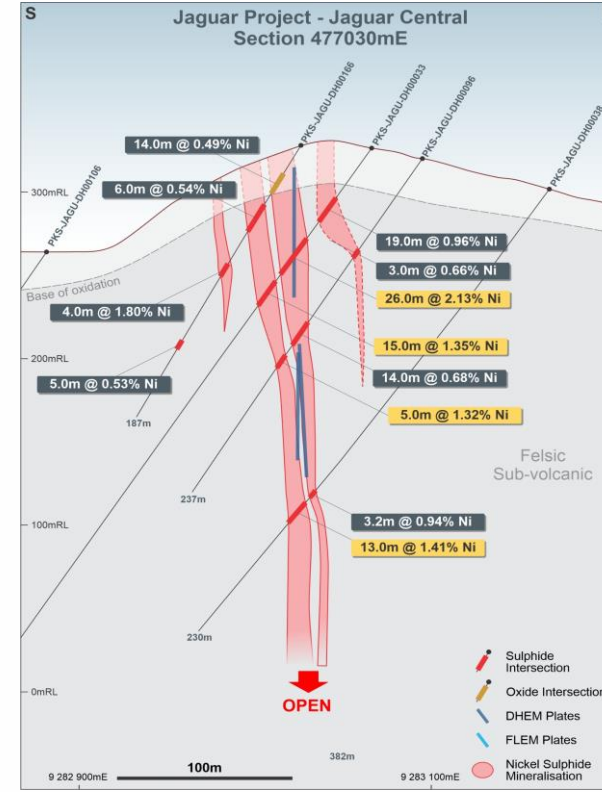 S
Jaguar Project - Jaguar Central
Section 477030mE
PKS-JAGU-DH00106
PKS-JAGU-DH00166
PKS-JAGU-DH00033
PKS-JAGU-DH00096
PKS-JAGU-DH00038
14.0m @ 0.49% Ni
6.0m @ 0.54% Ni
300mRL
19.0m @ 0.96% Ni
3.0m @ 0.66% Ni
Base of oxidation
26.0m @ 2.13% Ni
4.0m @ 1.80% Ni
15.0m @ 1.35% Ni
200mRL
14.0m @ 0.68% Ni
5.0m @ 0.53% Ni
5.0m @ 1.32% Ni
187m
Felsic
Sub-volcanic
237m
100mRL
3.2m @ 0.94% Ni
13.0m @ 1.41% Ni
230m
0mRL
OPEN
Sulphide
Intersection
Oxide Intersection
DHEM Plates
FLEM Plates
Nickel Sulphide
Mineralisation
382m
100m
9 282 900mE
9 283 100mE